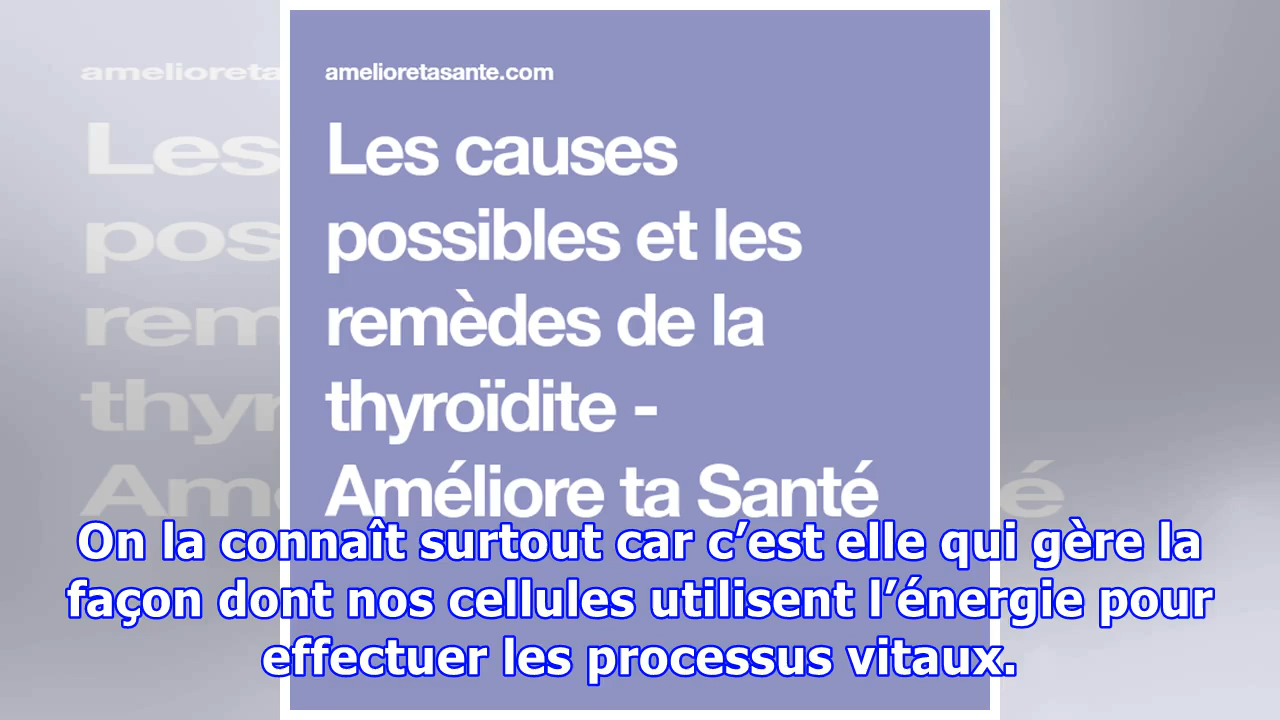 amelioretasante.com
Les causes
possibles et les
remèdes de la
thyroïdite -
Améliore ta Santé
On la connaît surtout car c’est elle qui gère la
façon dont nos cellules utilisent l’énergie pour
effectuer les processus vitaux.